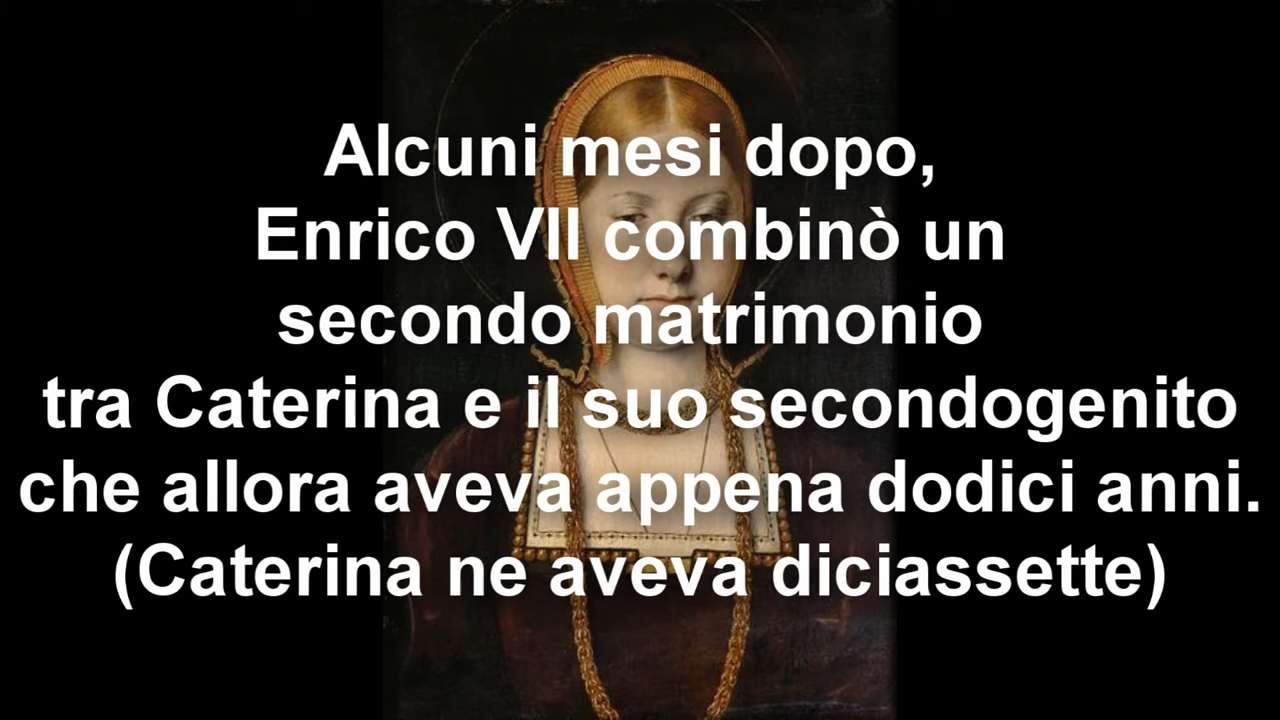 Alcuni mesi dopo,
Enrico VII combinò un
secondo matrimonio
tra Caterina e il suo secondogenito
che allora aveva appena dodici anni.
(Caterina ne aveva diciassette)